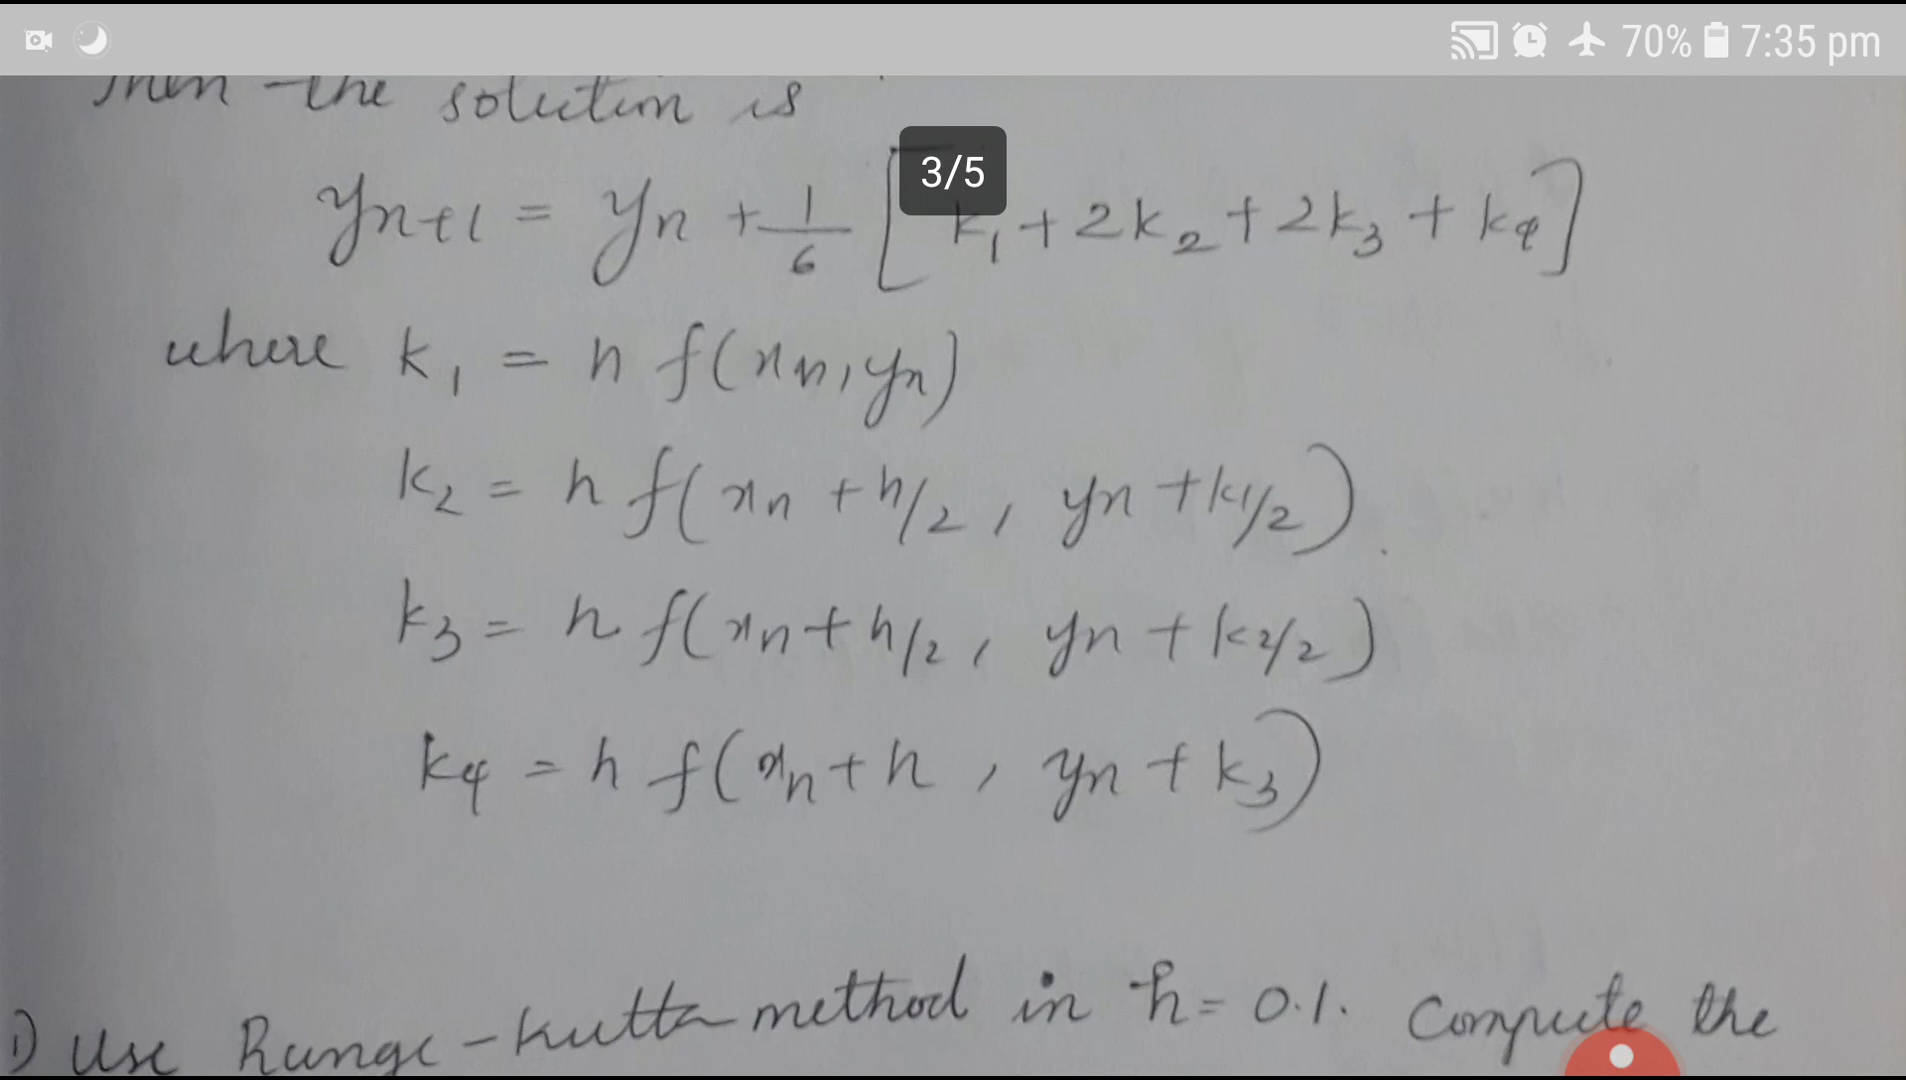 70% 7:35 pm
Then the solution is
3/5
yn+1 = yn + 1/6 [k1 + 2k2 + 2k3 + k4]
where k1 = h f(xn, yn)
k2 = h f(xn + h/2, yn + k1/2).
k3 = h f(xn + h/2, yn + k2/2)
k4 = h f(xn + h, yn + k3)
1) Use Runge-Kutta method in h = 0.1. Compute the